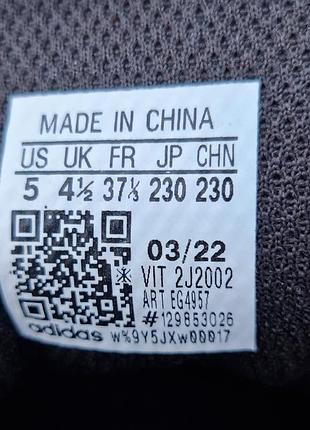 MADE IN CHINA
US UK FR JP CHN
5 4½ 37⅓ 230 230
03/22
VIT 2J2002
ART EG4957
#129853026
adidas W%9Y5JXW00017